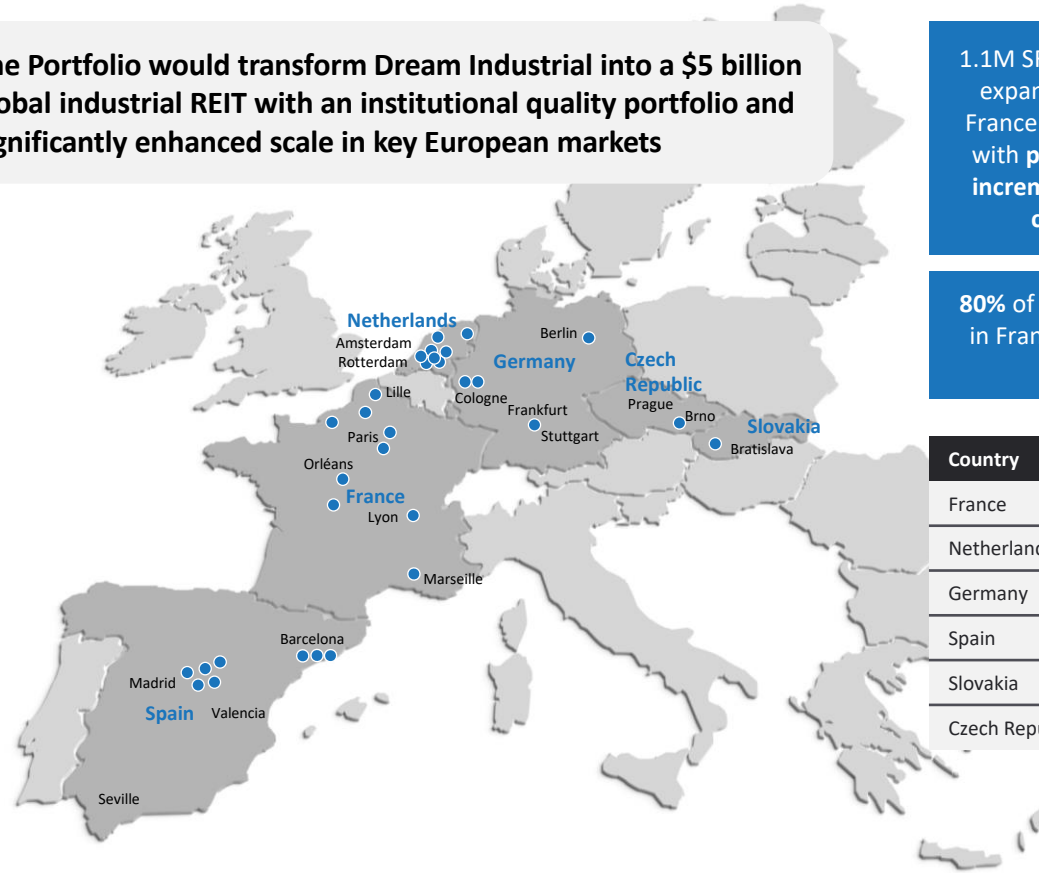 he Portfolio would transform Dream Industrial into a $5 billion
obal industrial REIT with an institutional quality portfolio and
gnificantly enhanced scale in key European markets
1.1M S
expan
France
with p
increm
80% of
in Fran
Netherlands
Amsterdam
Rotterdam
Berlin
Germany
Czech
Republic
Lille
Cologne
Frankfurt
Prague
Brno
Slovakia
Paris
Stuttgart
Bratislava
Orléans
France
Lyon
Marseille
Barcelona
Madrid
Spain
Valencia
Seville
Country
France
Netherland
Germany
Spain
Slovakia
Czech Rep